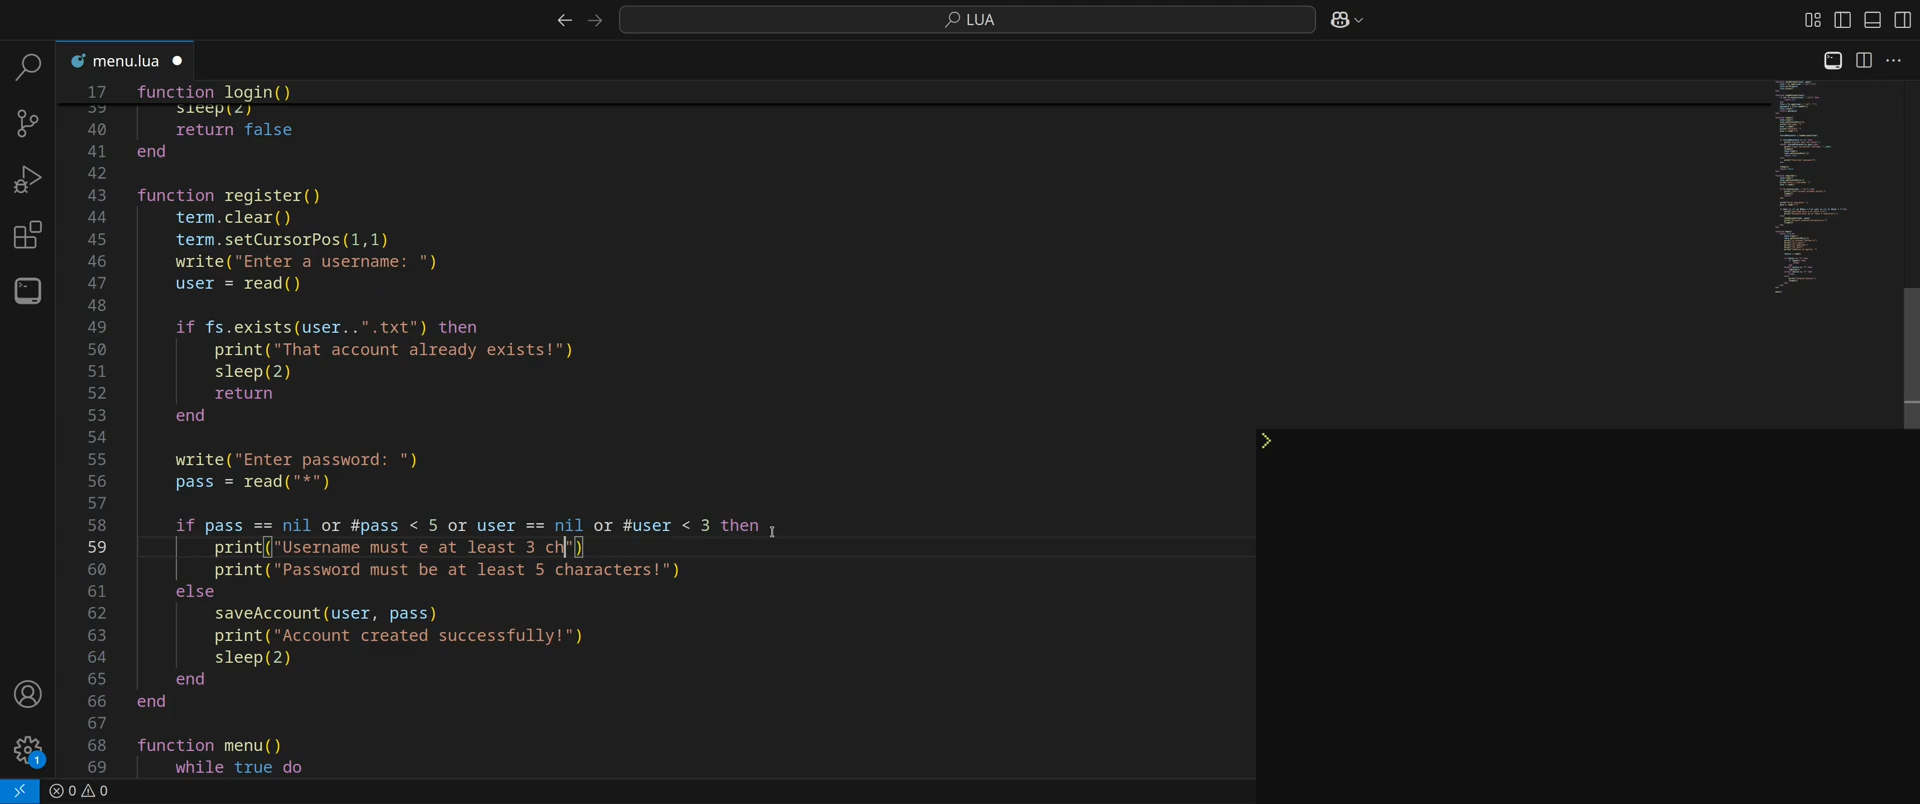 LUA
menu.lua
17 function login()
39 sleep(2)
40 return false
41 end
42
43 function register()
44 term.clear()
45 term.setCursorPos(1,1)
46 write("Enter a username: ")
47 user = read()
48
49 if fs.exists(user..".txt") then
50 print("That account already exists!")
51 sleep(2)
52 return
53 end
54
55 write("Enter password: ")
56 pass = read("*")
57
58 if pass == nil or #pass < 5 or user == nil or #user < 3 then
59 print("Username must e at least 3 ch")
60 print("Password must be at least 5 characters!")
61 else
62 saveAccount(user, pass)
63 print("Account created successfully!")
64 sleep(2)
65 end
66 end
67
68 function menu()
69 while true do
>
1
0 0